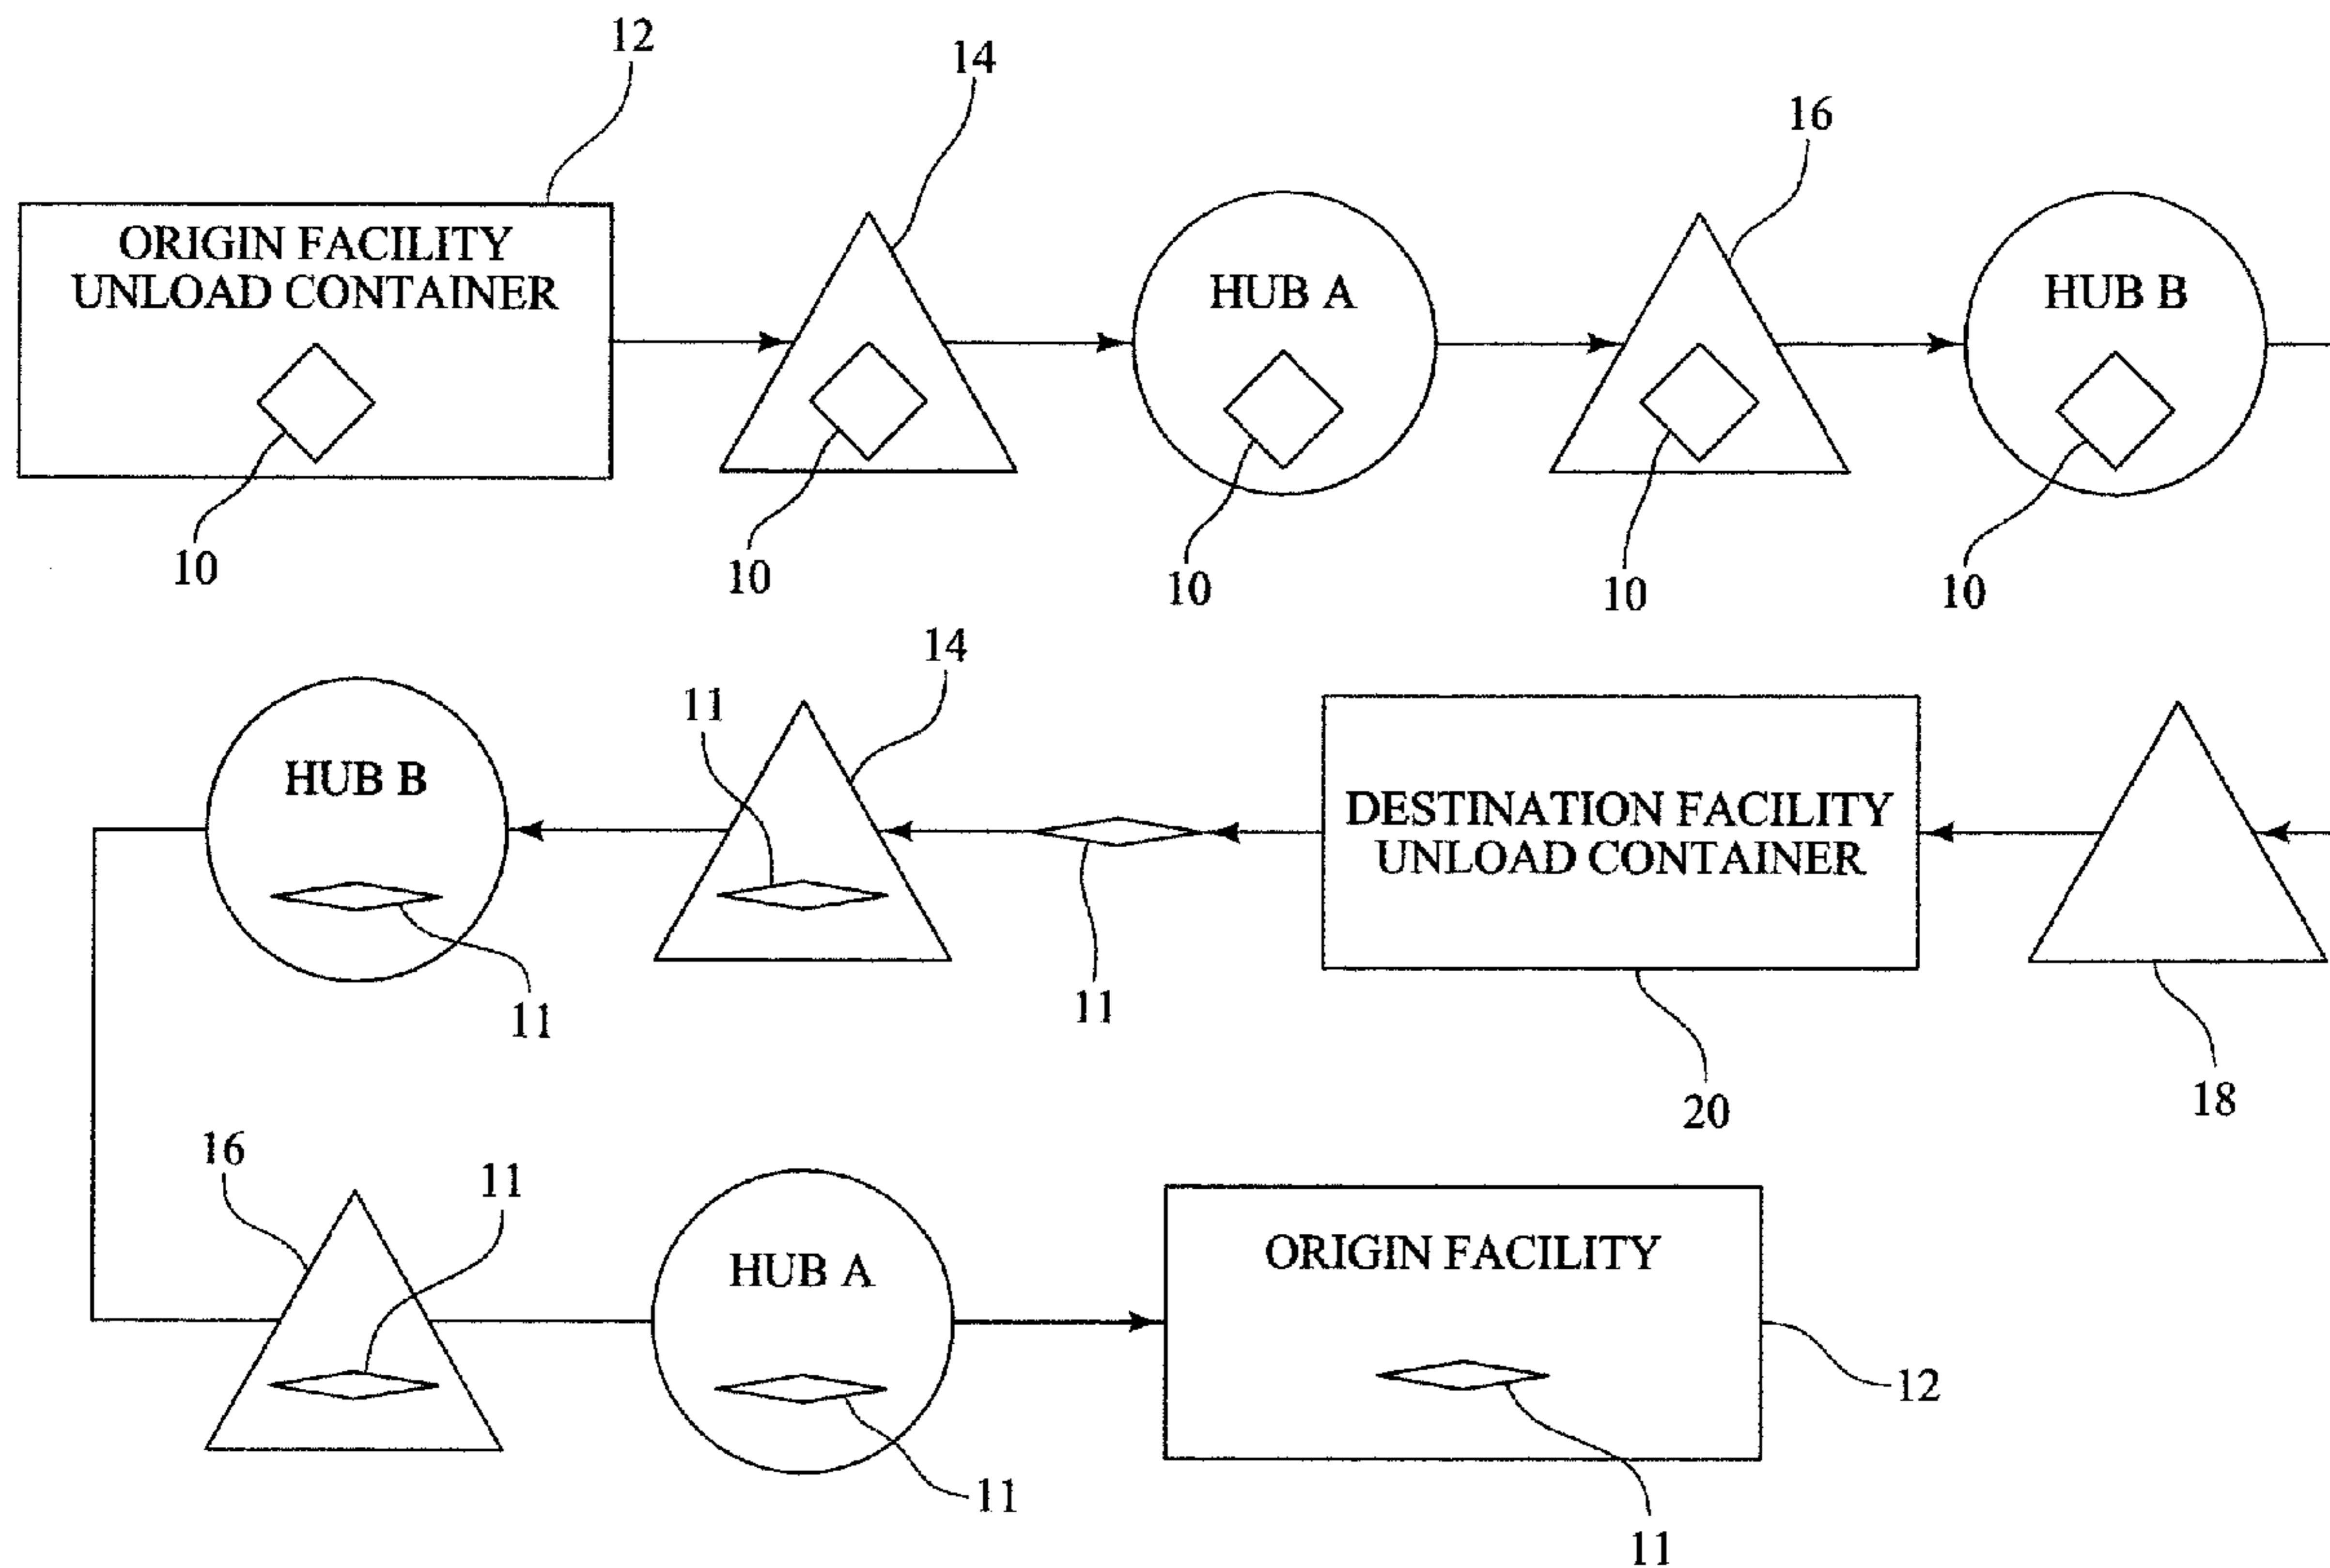 12
14
16
ORIGIN FACILITY
UNLOAD CONTAINER
HUB A
HUB B
10
10
10
10
10
14
11
HUB B
DESTINATION FACILITY
UNLOAD CONTAINER
11
11
20
18
16
11
HUB A
ORIGIN FACILITY
12
11
11